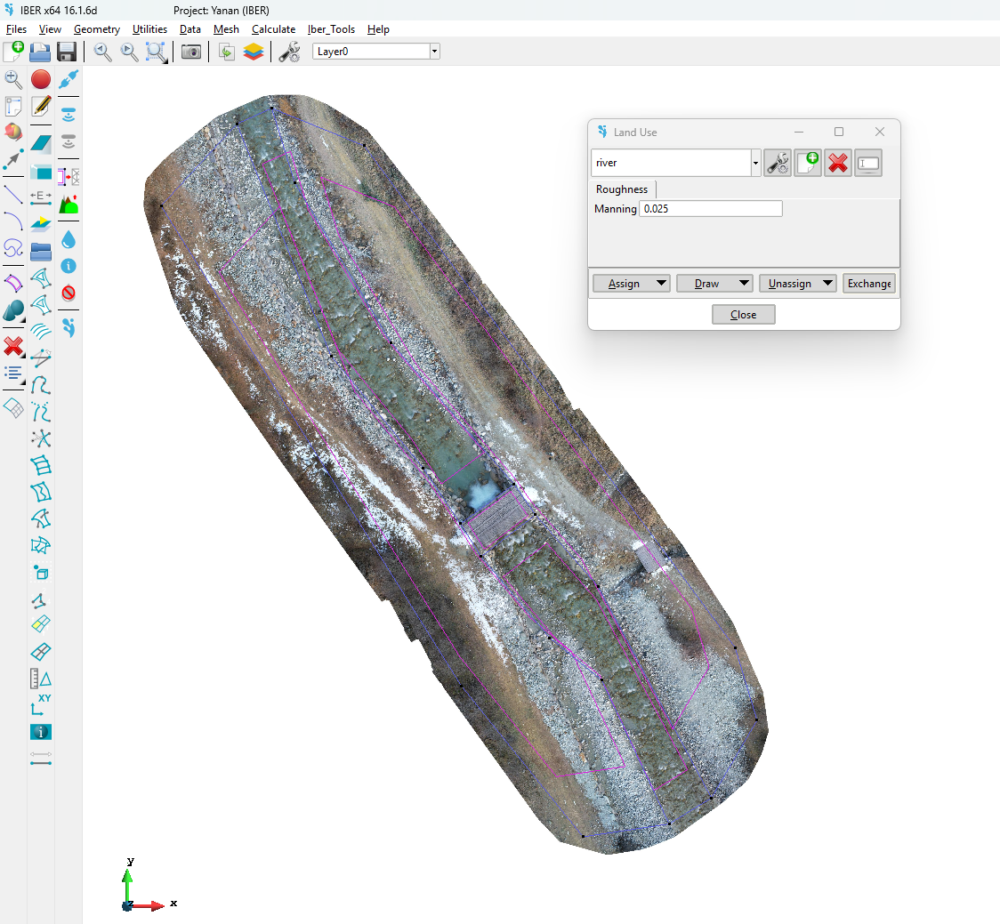 IBER x64 16.1.6d Project: Yanan (IBER)
Files View Geometry Utilities Data Mesh Calculate Iber_Tools Help
Layer0
Land Use
river
Roughness
Manning 0.025
Assign Draw Unassign Exchange
Close
E
XY
i
i
y
z x